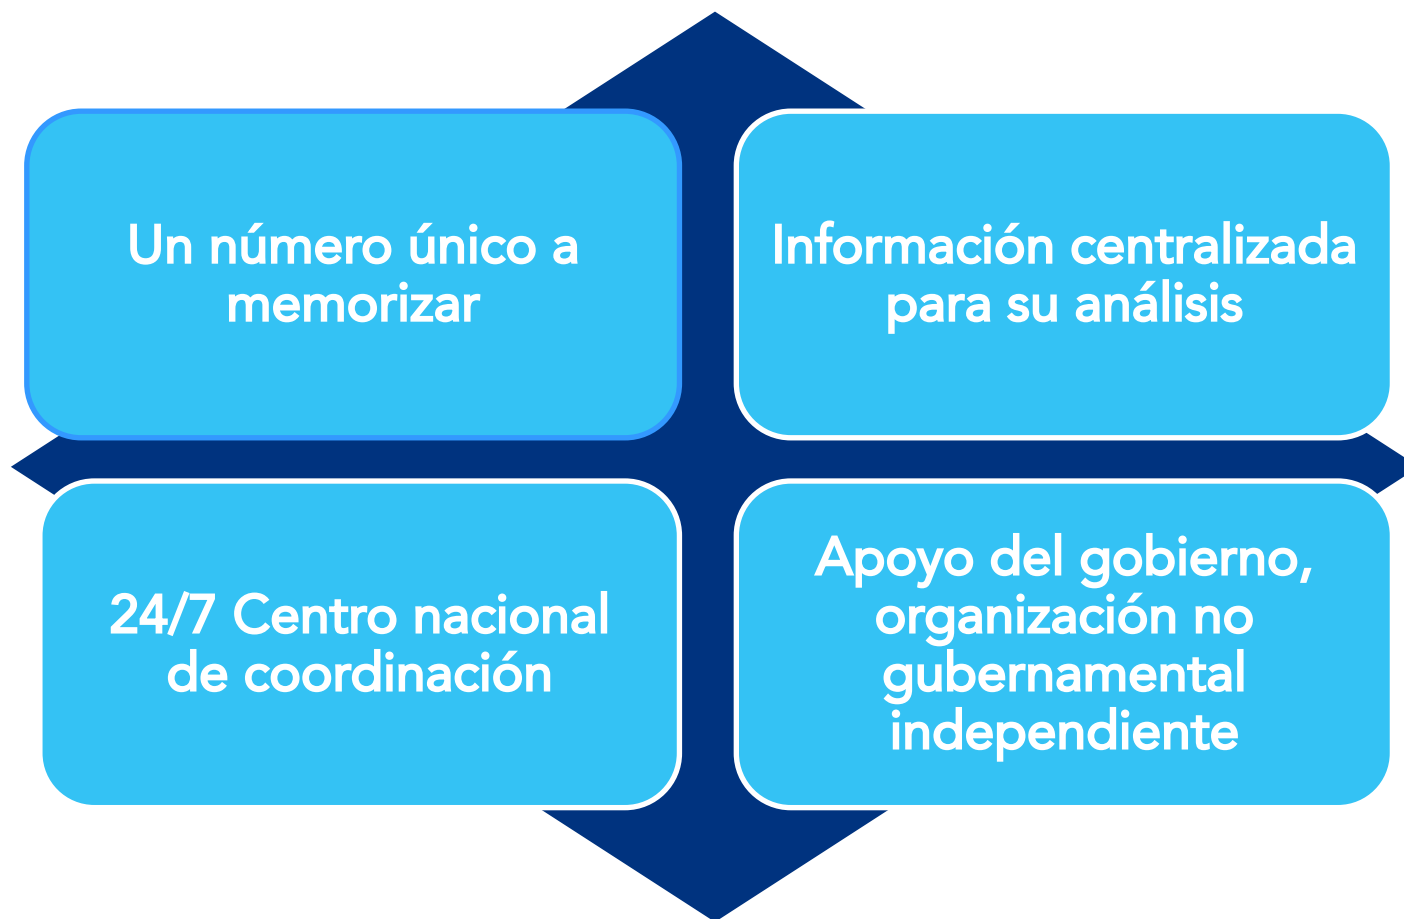 Un número único a
memorizar
Información centralizada
para su análisis
24/7 Centro nacional
de coordinación
Apoyo del gobierno,
organización no
gubernamental
independiente